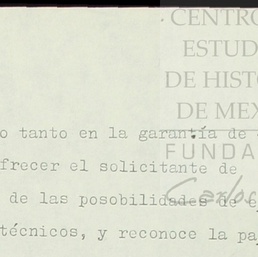 CENTRO
ESTUD
DE HISTO
DE MEX
FUNDA
Carlos
o tanto en la garantía de
frecer el solicitante de
de las posobilidades de ej
técnicos, y reconoce la pa